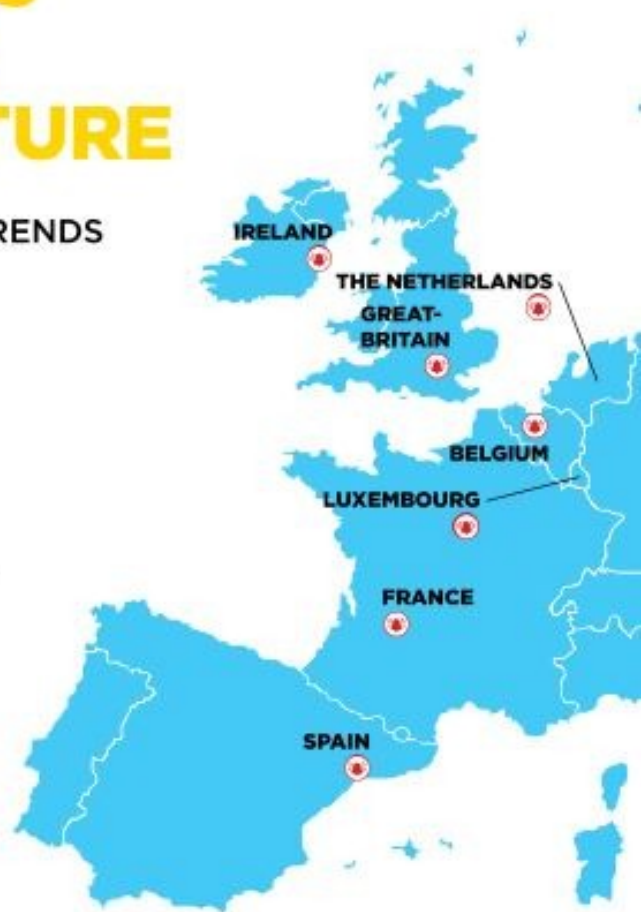 TURE
RENDS
IRELAND
THE NETHERLANDS
GREAT-
BRITAIN
BELGIUM
LUXEMBOURG
FRANCE
SPAIN